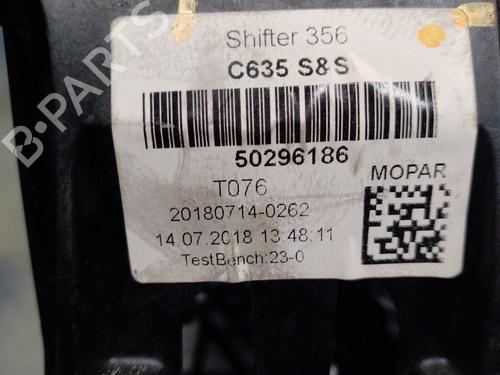 Shifter 356
C635 S&S
50296186
MOPAR
T076
20180714-0262
14.07.2018 13:48:11
TestBench:23-0
B-PARTS